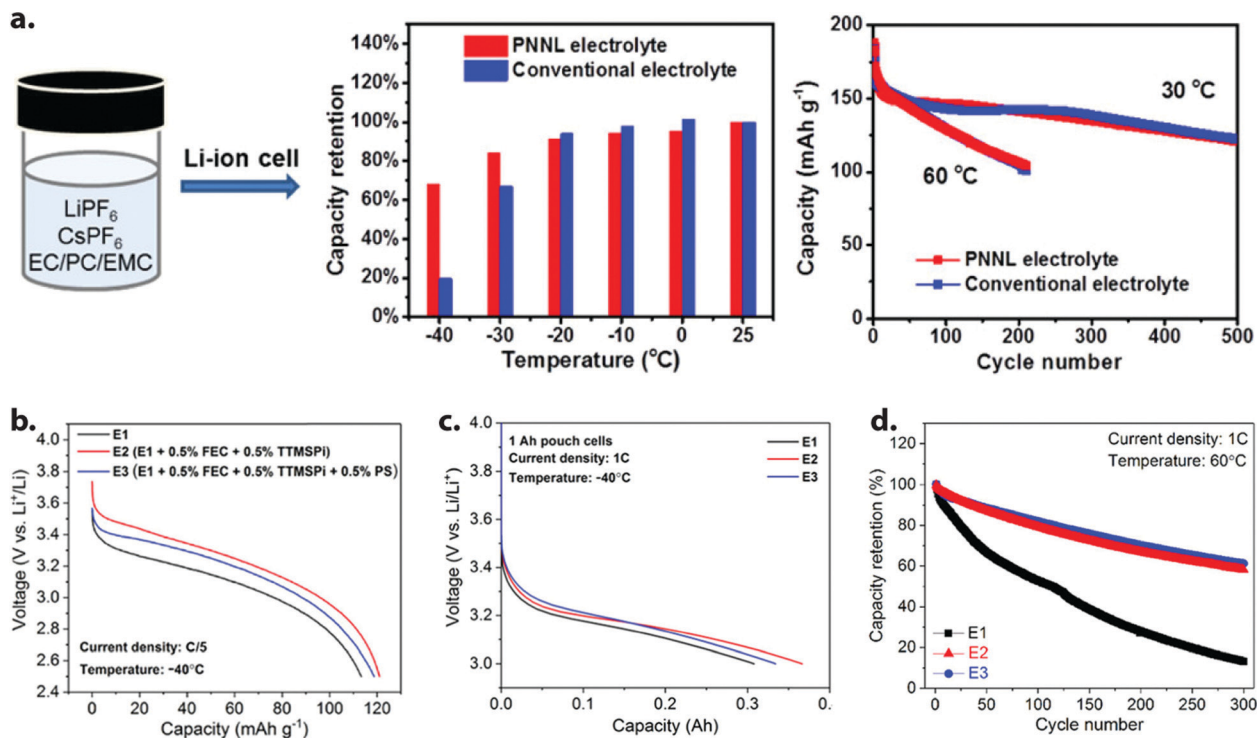 a.
LiPF6
CsPF6
EC/PC/EMC
Li-ion cell
Capacity retention
140%
120%
100%
80%
60%
40%
20%
0%
PNNL electrolyte
Conventional electrolyte
-40
-30
-20
-10
0
25
Temperature (°C)
Capacity (mAh g-1)
200
150
100
50
0
30 °C
60 °C
PNNL electrolyte
Conventional electrolyte
0
100
200
300
400
500
Cycle number
b.
Voltage (V vs. Li+/Li)
4.0
3.8
3.6
3.4
3.2
3.0
2.8
2.6
2.4
E1
E2 (E1 + 0.5% FEC + 0.5% TTMSPi)
E3 (E1 + 0.5% FEC + 0.5% TTMSPi + 0.5% PS)
Current density: C/5
Temperature: -40°C
0
20
40
60
80
100
120
Capacity (mAh g-1)
c.
Voltage (V vs. Li/Li+)
4.0
3.8
3.6
3.4
3.2
3.0
1 Ah pouch cells
Current density: 1C
Temperature: -40°C
E1
E2
E3
0.0
0.1
0.2
0.3
0.
Capacity (Ah)
d.
Capacity retention (%)
120
100
80
60
40
20
0
Current density: 1C
Temperature: 60°C
E1
E2
E3
0
50
100
150
200
250
300
Cycle number